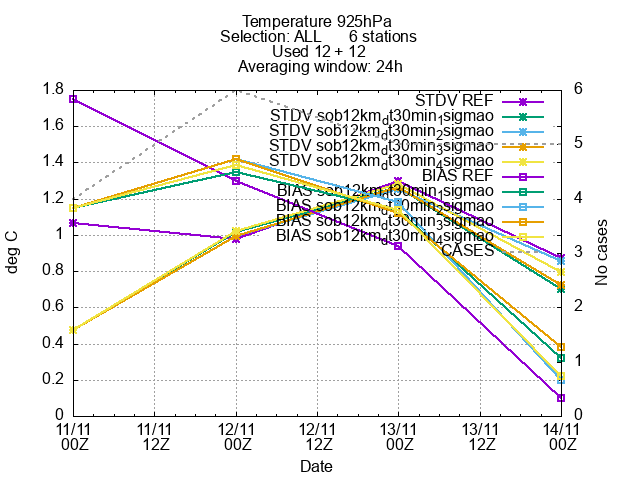 Temperature 925hPa
Selection: ALL 6 stations
Used 12 + 12
Averaging window: 24h
STDV REF
STDV sob12km_dt30min_1sigmao
STDV sob12km_dt30min_2sigmao
STDV sob12km_dt30min_3sigmao
STDV sob12km_dt30min_4sigmao
BIAS REF
BIAS sob12km_dt30min_1sigmao
BIAS sob12km_dt30min_2sigmao
BIAS sob12km_dt30min_3sigmao
BIAS sob12km_dt30min_4sigmao
CASES
1.8
1.6
1.4
1.2
1
0.8
0.6
0.4
0.2
0
deg C
6
5
4
3
2
1
0
No cases
11/11 11/11 12/11 12/11 13/11 13/11 14/11
00Z 12Z 00Z 12Z 00Z 12Z 00Z
Date